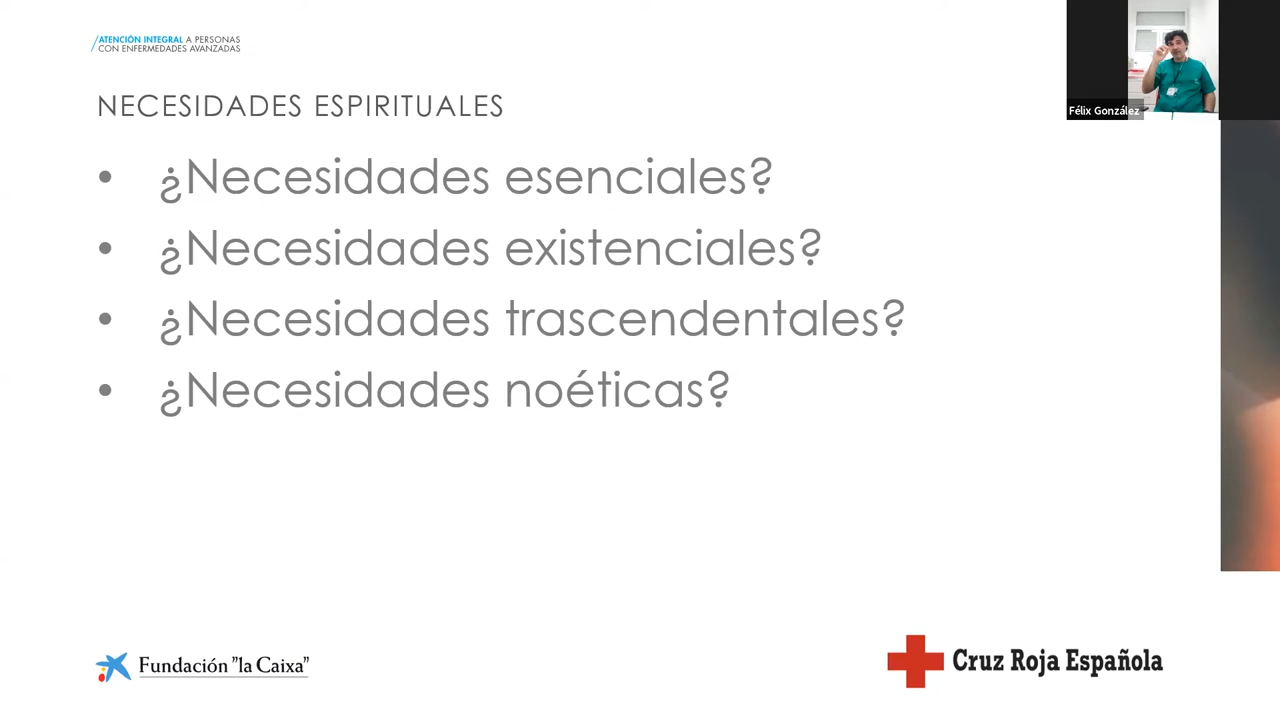 ATENCIÓN INTEGRAL A PERSONAS
CON ENFERMEDADES AVANZADAS
Félix González
NECESIDADES ESPIRITUALES
• ¿Necesidades esenciales?
• ¿Necesidades existenciales?
• ¿Necesidades trascendentales?
• ¿Necesidades noéticas?
Fundación "la Caixa"
Cruz Roja Española